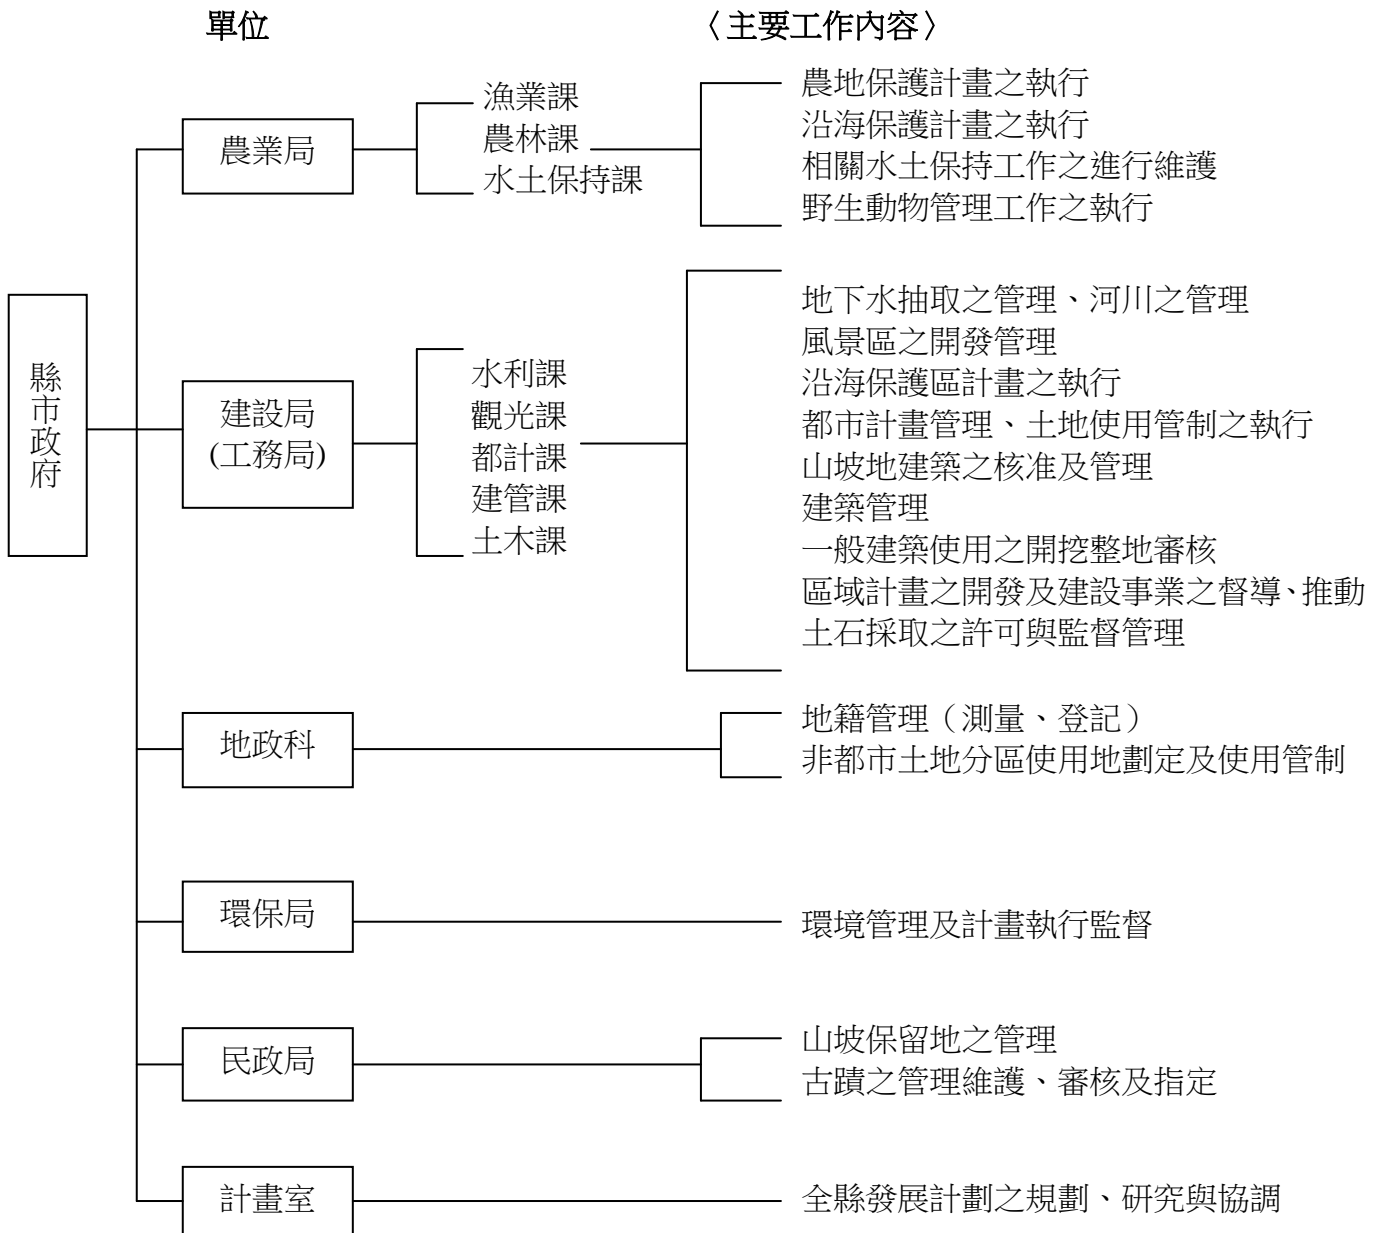 單位
〈主要工作內容〉
縣市政府
農業局
漁業課
農林課
水土保持課
農地保護計畫之執行
沿海保護計畫之執行
相關水土保持工作之進行維護
野生動物管理工作之執行
建設局
(工務局)
水利課
觀光課
都計課
建管課
土木課
地下水抽取之管理、河川之管理
風景區之開發管理
沿海保護區計畫之執行
都市計畫管理、土地使用管制之執行
山坡地建築之核准及管理
建築管理
一般建築使用之開挖整地審核
區域計畫之開發及建設事業之督導、推動
土石採取之許可與監督管理
地政科
地籍管理（測量、登記）
非都市土地分區使用地劃定及使用管制
環保局
環境管理及計畫執行監督
民政局
山坡保留地之管理
古蹟之管理維護、審核及指定
計畫室
全縣發展計劃之規劃、研究與協調